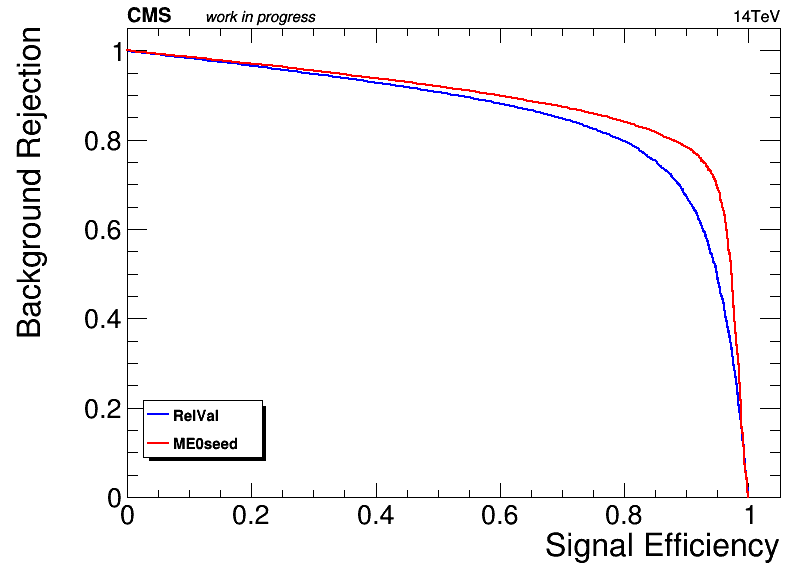 CMS work in progress 14TeV
Background Rejection
1
0.8
0.6
0.4
0.2
0
RelVal
ME0seed
0 0.2 0.4 0.6 0.8 1
Signal Efficiency